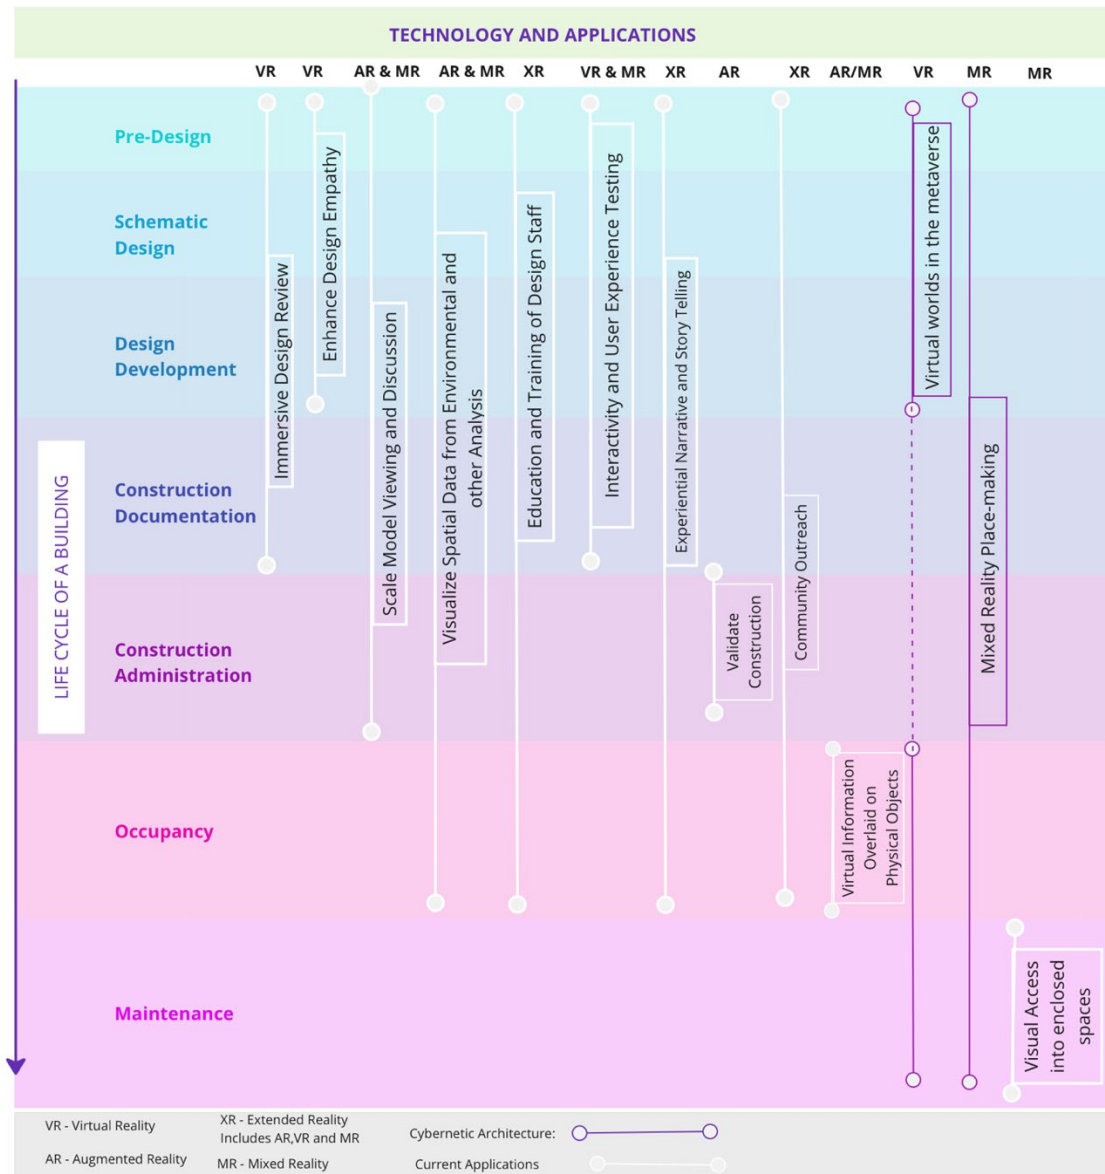 TECHNOLOGY AND APPLICATIONS
VR
VR
AR & MR
AR & MR
XR
VR & MR
XR
AR
XR
AR/MR
VR
MR
MR
LIFE CYCLE OF A BUILDING
Pre-Design
Schematic
Design
Design
Development
Construction
Documentation
Construction
Administration
Occupancy
Maintenance
Immersive Design Review
Enhance Design Empathy
Scale Model Viewing and Discussion
Visualize Spatial Data from Environmental and
other Analysis
Education and Training of Design Staff
Interactivity and User Experience Testing
Experiential Narrative and Story Telling
Validate
Construction
Community Outreach
Virtual Information
Overlaid on
Physical Objects
Virtual worlds in the metaverse
Mixed Reality Place-making
Visual Access
into enclosed
spaces
VR - Virtual Reality
AR - Augmented Reality
XR - Extended Reality
Includes AR,VR and MR
MR - Mixed Reality
Cybernetic Architecture:
Current Applications